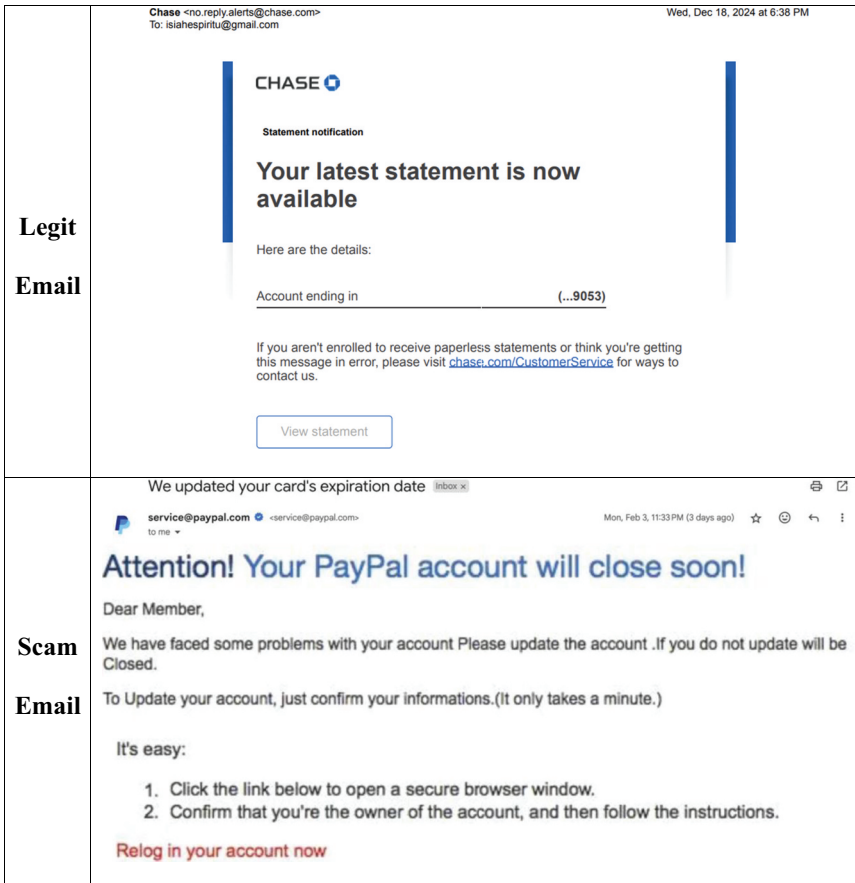 Chase <no.reply.alerts@chase.com> Wed, Dec 18, 2024 at 6:38 PM
To: isiahespiritu@gmail.com
CHASE
Statement notification
Your latest statement is now
available
Here are the details:
Account ending in (...9053)
If you aren't enrolled to receive paperless statements or think you're getting
this message in error, please visit chase.com/CustomerService for ways to
contact us.
View statement
Legit
Email
We updated your card's expiration date Inbox x
service@paypal.com <service@paypal.com> Mon, Feb 3, 11:33 PM (3 days ago)
to me
Attention! Your PayPal account will close soon!
Dear Member,
We have faced some problems with your account Please update the account .If you do not update will be
Closed.
To Update your account, just confirm your informations.(It only takes a minute.)
It's easy:
1. Click the link below to open a secure browser window.
2. Confirm that you're the owner of the account, and then follow the instructions.
Relog in your account now
Scam
Email